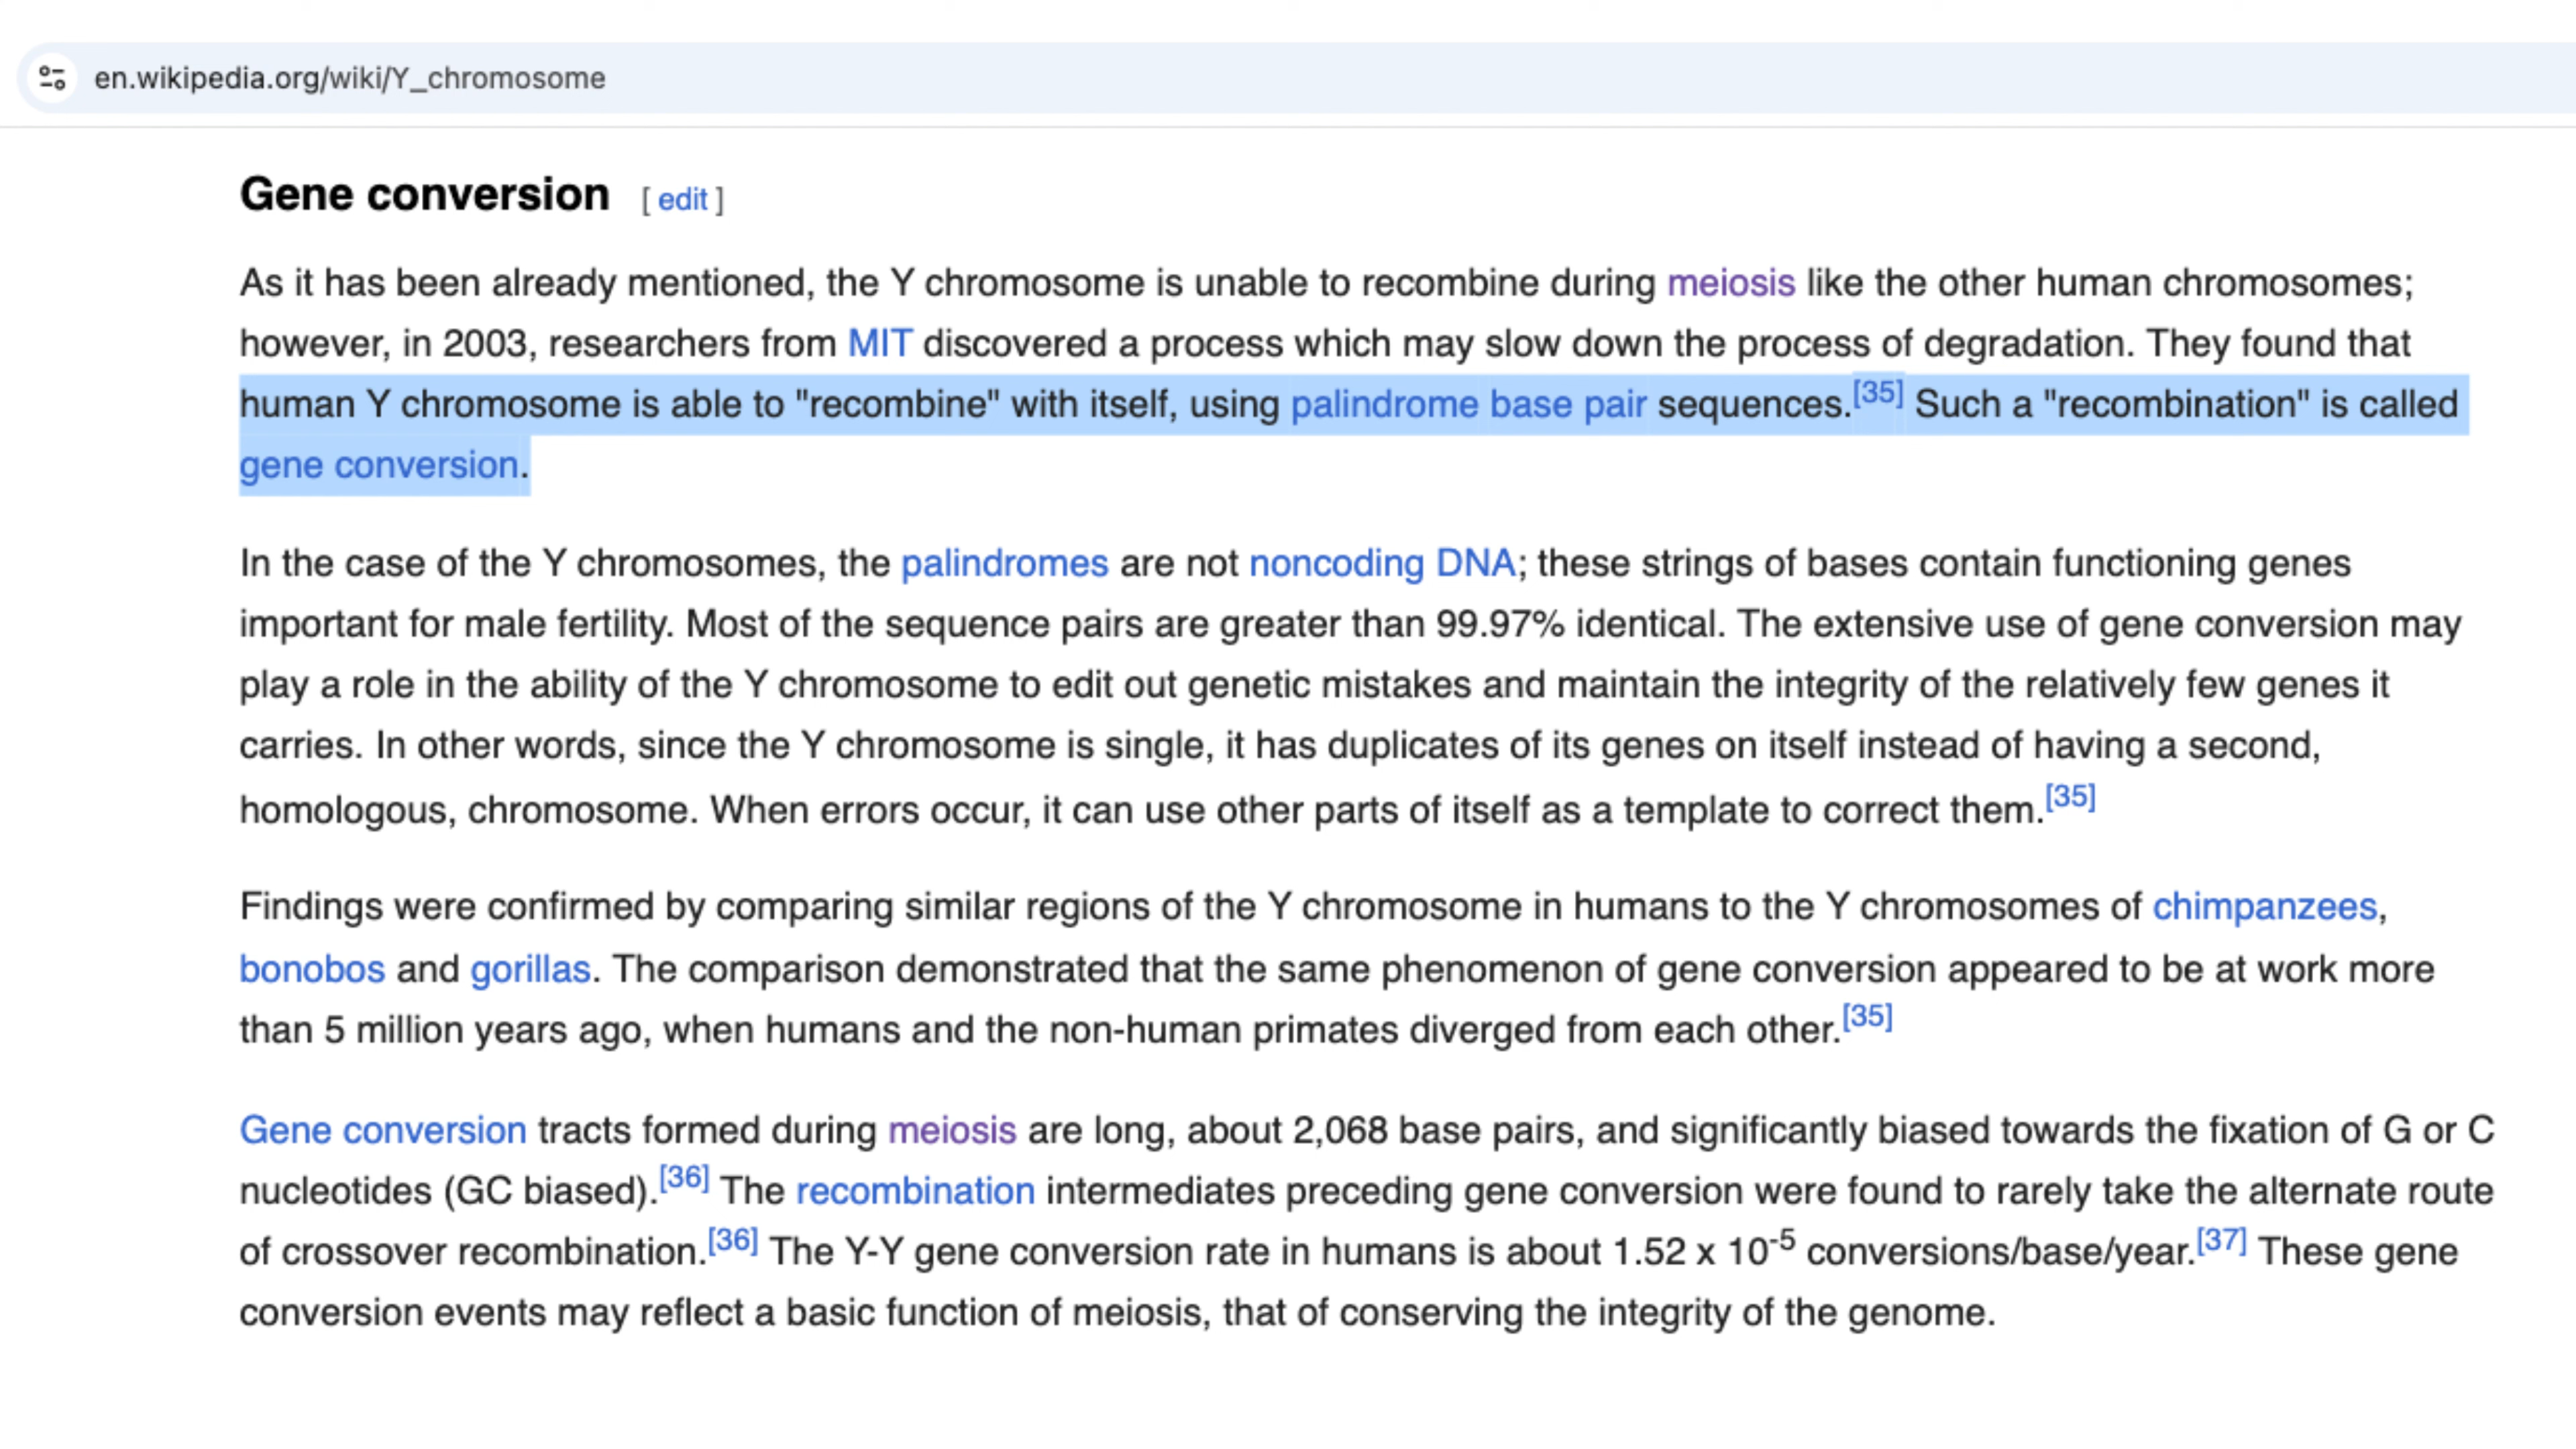 en.wikipedia.org/wiki/Y_chromosome
Gene conversion [ edit ]
As it has been already mentioned, the Y chromosome is unable to recombine during meiosis like the other human chromosomes;
however, in 2003, researchers from MIT discovered a process which may slow down the process of degradation. They found that
human Y chromosome is able to "recombine" with itself, using palindrome base pair sequences.[35] Such a "recombination" is called
gene conversion.
In the case of the Y chromosomes, the palindromes are not noncoding DNA; these strings of bases contain functioning genes
important for male fertility. Most of the sequence pairs are greater than 99.97% identical. The extensive use of gene conversion may
play a role in the ability of the Y chromosome to edit out genetic mistakes and maintain the integrity of the relatively few genes it
carries. In other words, since the Y chromosome is single, it has duplicates of its genes on itself instead of having a second,
homologous, chromosome. When errors occur, it can use other parts of itself as a template to correct them.[35]
Findings were confirmed by comparing similar regions of the Y chromosome in humans to the Y chromosomes of chimpanzees,
bonobos and gorillas. The comparison demonstrated that the same phenomenon of gene conversion appeared to be at work more
than 5 million years ago, when humans and the non-human primates diverged from each other.[35]
Gene conversion tracts formed during meiosis are long, about 2,068 base pairs, and significantly biased towards the fixation of G or C
nucleotides (GC biased).[36] The recombination intermediates preceding gene conversion were found to rarely take the alternate route
of crossover recombination.[36] The Y-Y gene conversion rate in humans is about 1.52 x 10-5 conversions/base/year.[37] These gene
conversion events may reflect a basic function of meiosis, that of conserving the integrity of the genome.